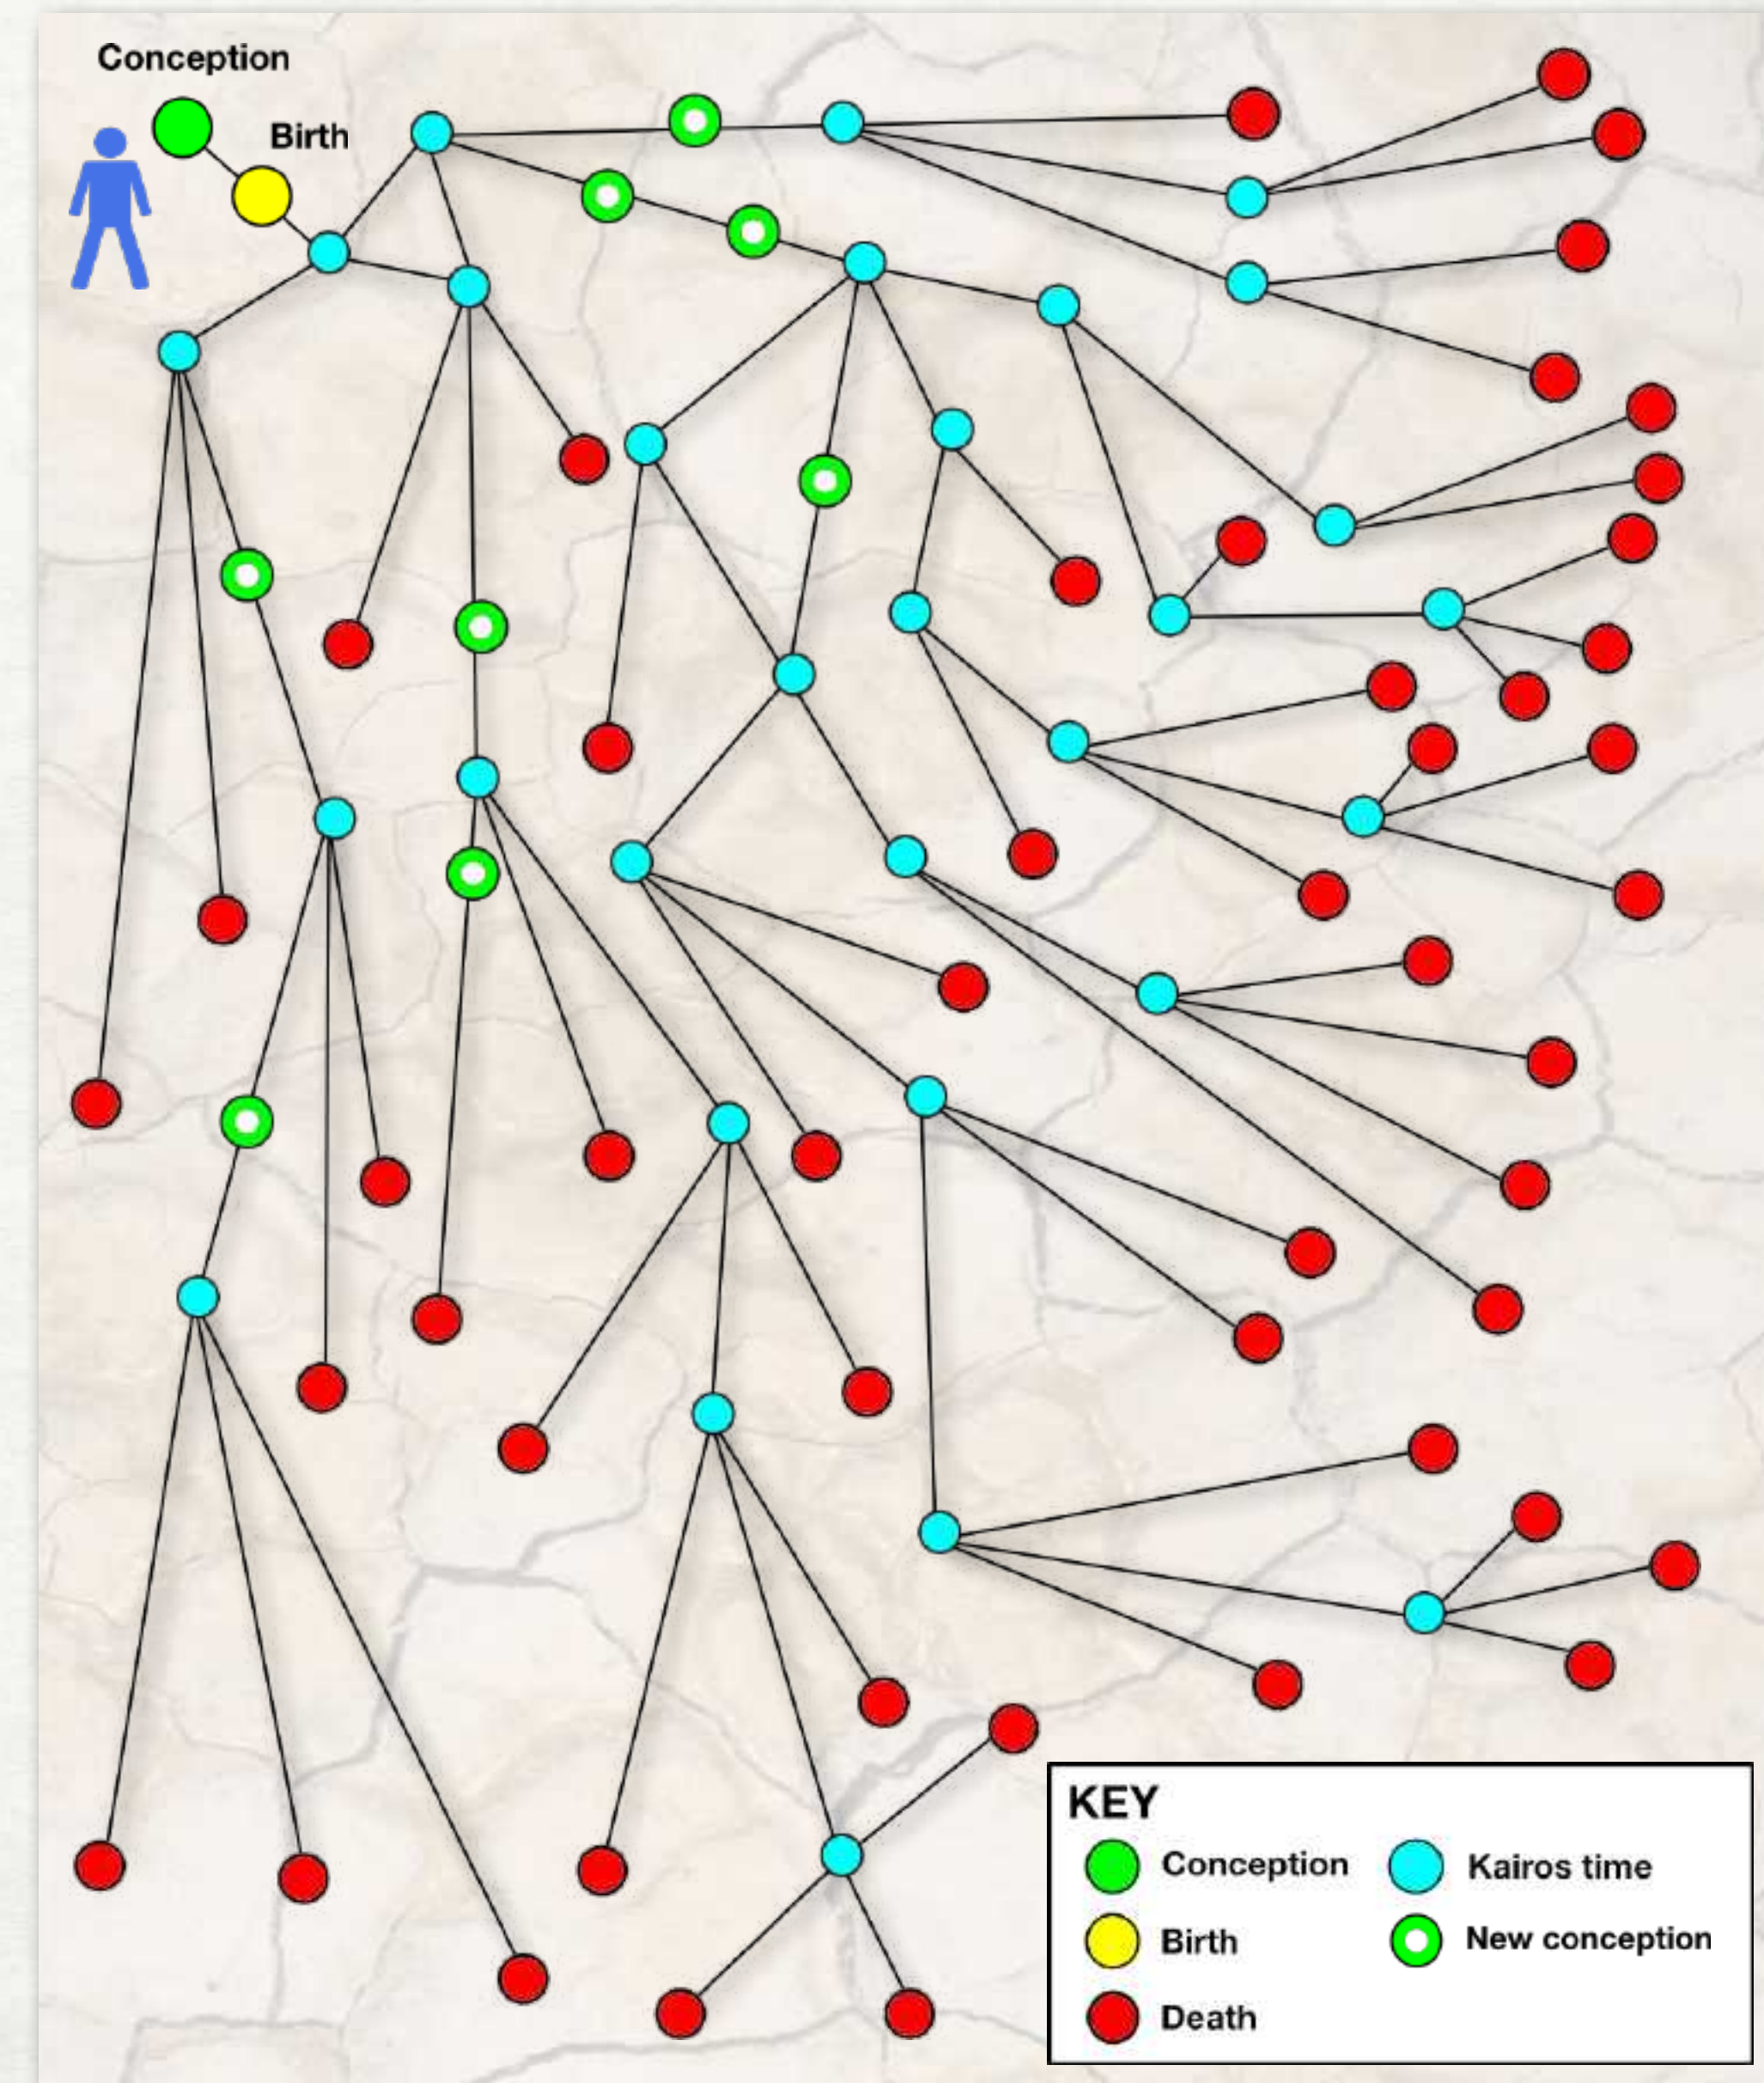 Conception
Birth
KEY
Conception
Kairos time
Birth
New conception
Death